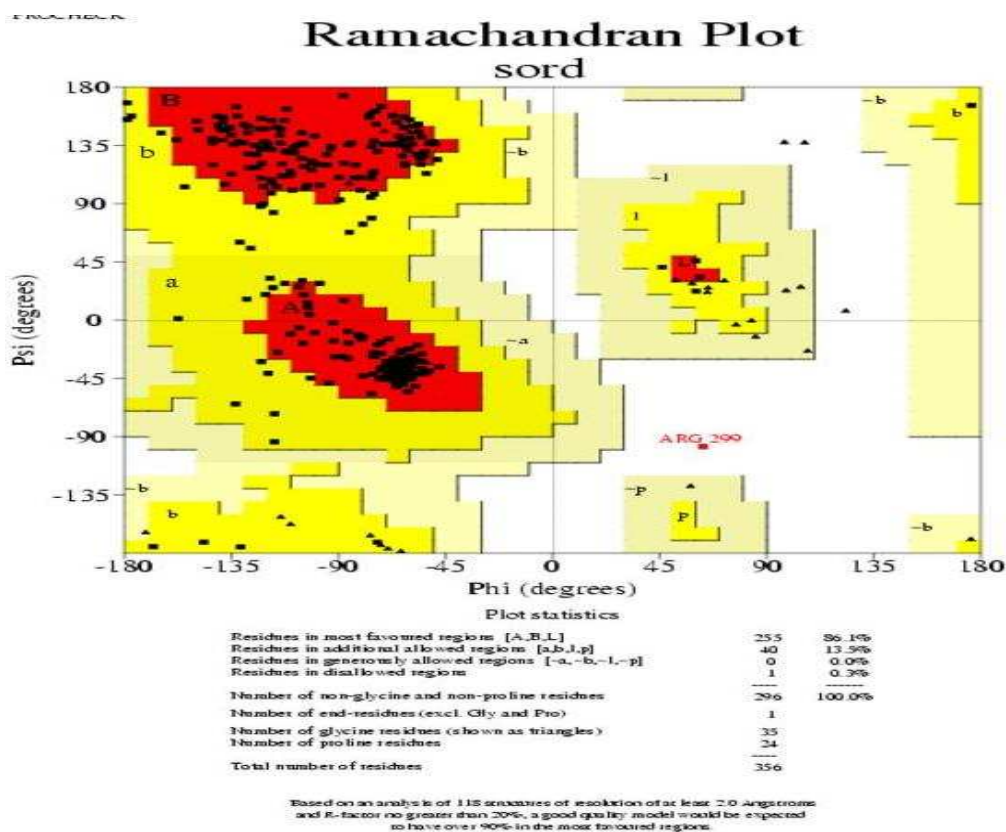 PROCHECK
Ramachandran Plot
sord
180
135
90
45
0
-45
-90
-135
Psi (degrees)
B
b
a
A
~b
~a
~l
l
L
~b
b
ARG 299
~b
b
~p
p
~b
-180
-135
-90
-45
0
45
90
135
180
Phi (degrees)
Plot statistics
Residues in most favoured regions [A,B,L] 255 86.1%
Residues in additional allowed regions [a,b,l,p] 40 13.5%
Residues in generously allowed regions [~a,~b,~l,~p] 0 0.0%
Residues in disallowed regions 1 0.3%
---- ------
Number of non-glycine and non-proline residues 296 100.0%
Number of end-residues (excl. Gly and Pro) 1
Number of glycine residues (shown as triangles) 35
Number of proline residues 24
----
Total number of residues 356
Based on an analysis of 118 structures of resolution of at least 2.0 Angstroms
and R-factor no greater than 20%, a good quality model would be expected
to have over 90% in the most favoured regions.